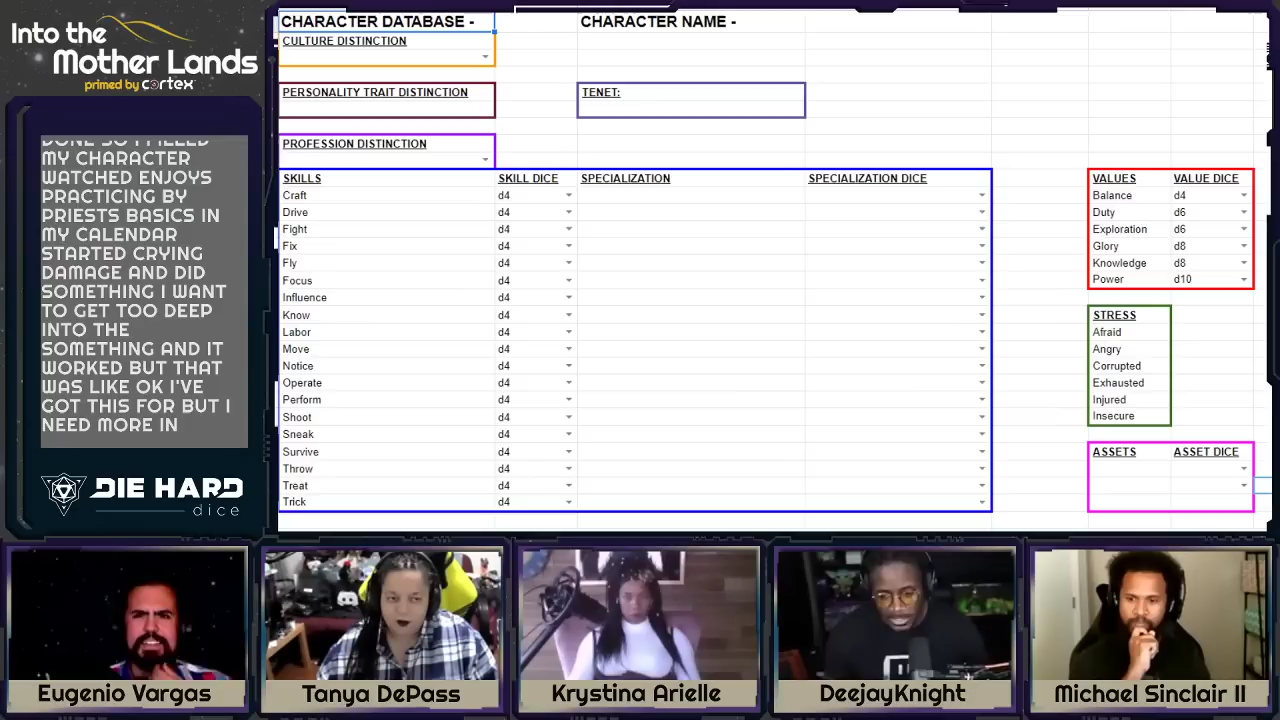 Into the
Mother Lands
primed by cortex
MY CHARACTER
WATCHED ENJOYS
PRACTICING BY
PRIESTS BASICS IN
MY CALENDAR
STARTED CRYING
DAMAGE AND DID
SOMETHING I WANT
TO GET TOO DEEP
INTO THE
SOMETHING AND IT
WORKED BUT THAT
WAS LIKE OK I'VE
GOT THIS FOR BUT I
NEED MORE IN
DIE HARD
dice
CHARACTER DATABASE -
CHARACTER NAME -
CULTURE DISTINCTION
PERSONALITY TRAIT DISTINCTION
TENET:
PROFESSION DISTINCTION
SKILLS SKILL DICE SPECIALIZATION SPECIALIZATION DICE
Craft d4
Drive d4
Fight d4
Fix d4
Fly d4
Focus d4
Influence d4
Know d4
Labor d4
Move d4
Notice d4
Operate d4
Perform d4
Shoot d4
Sneak d4
Survive d4
Throw d4
Treat d4
Trick d4
VALUES VALUE DICE
Balance d4
Duty d6
Exploration d6
Glory d8
Knowledge d8
Power d10
STRESS
Afraid
Angry
Corrupted
Exhausted
Injured
Insecure
ASSETS ASSET DICE
Eugenio Vargas
Tanya DePass
Krystina Arielle
DeejayKnight
Michael Sinclair II